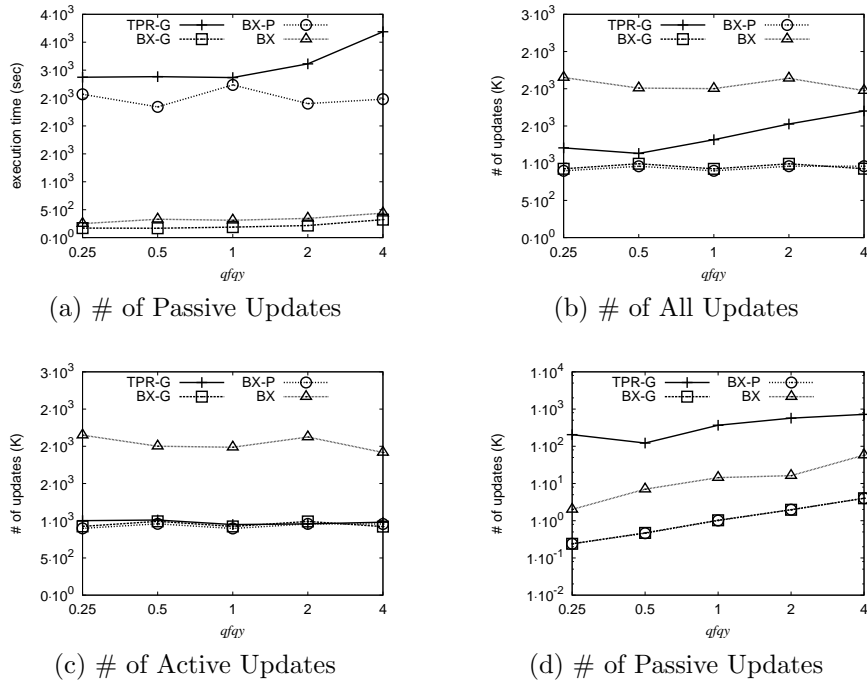 4·10³
4·10³
3·10³
2·10³
2·10³
2·10³
1·10³
5·10²
0·10⁰
execution time (sec)
TPR-G BX-P
BX-G BX
0.25 0.5 1 2 4
qfqy
(a) # of Passive Updates
3·10³
2·10³
2·10³
2·10³
1·10³
5·10²
0·10⁰
# of updates (K)
TPR-G BX-P
BX-G BX
0.25 0.5 1 2 4
qfqy
(b) # of All Updates
3·10³
2·10³
2·10³
2·10³
1·10³
5·10²
0·10⁰
# of updates (K)
TPR-G BX-P
BX-G BX
0.25 0.5 1 2 4
qfqy
(c) # of Active Updates
1·10⁴
1·10³
1·10²
1·10¹
1·10⁰
1·10⁻¹
1·10⁻²
# of updates (K)
TPR-G BX-P
BX-G BX
0.25 0.5 1 2 4
qfqy
(d) # of Passive Updates